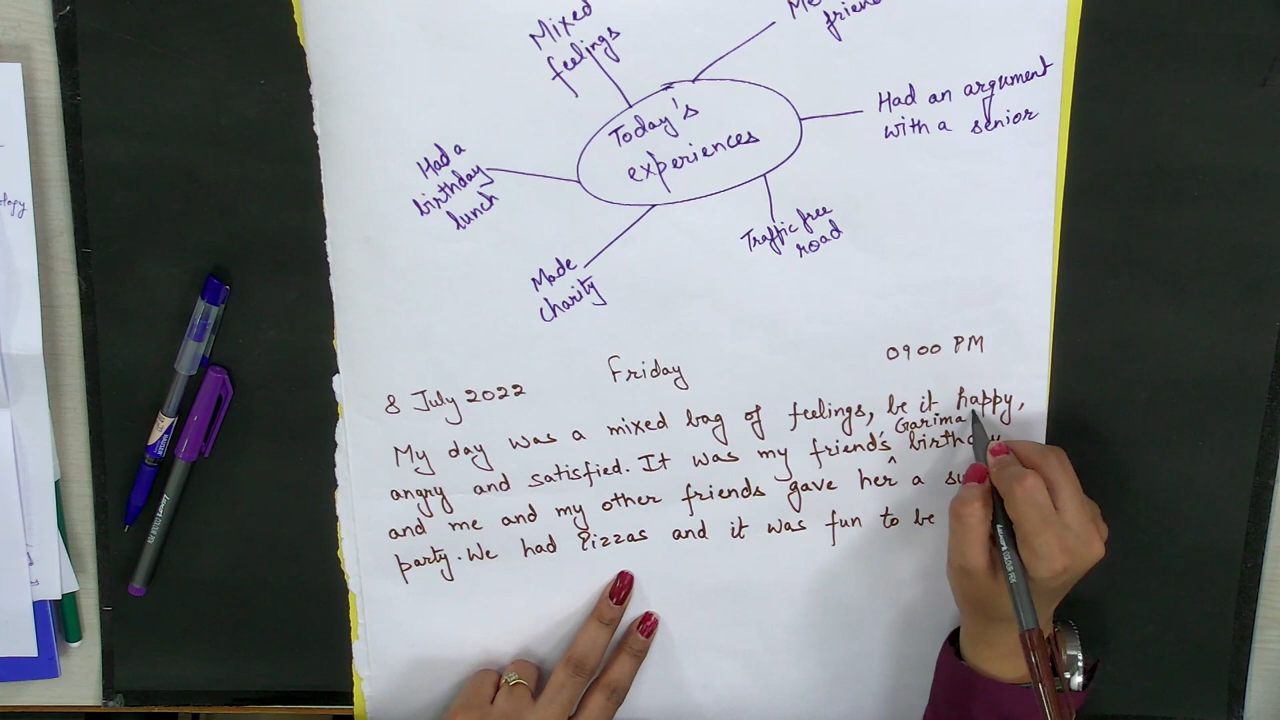 Mixed
feelings
friend
Had an argument
with a senior
Today's
experiences
Had a
birthday
lunch
Traffic free
road
Made
charity
8 July 2022
Friday
0900 PM
My day was a mixed bag of feelings, be it happy,
Garima
angry and satisfied. It was my friend's birthday
and me and my other friends gave her ^ a su
party. We had Pizzas and it was fun to be